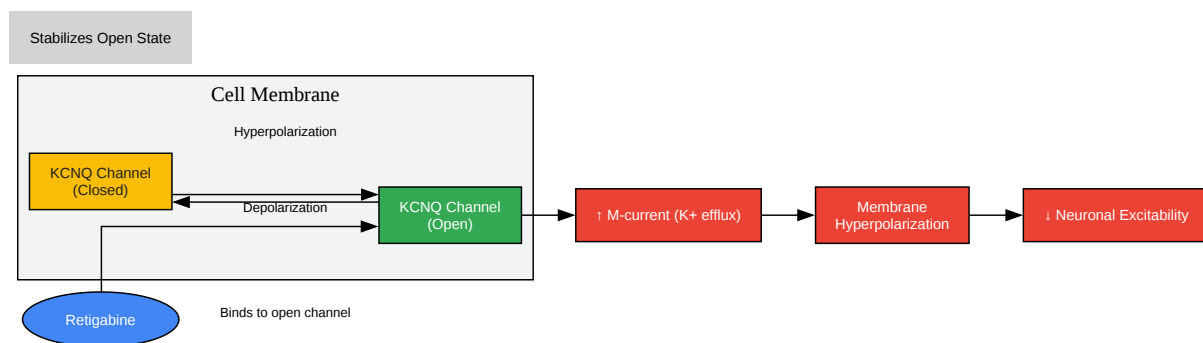 Stabilizes Open State
Cell Membrane
Hyperpolarization
KCNQ Channel
(Closed)
Depolarization
KCNQ Channel
(Open)
↑ M-current (K+ efflux)
Membrane
Hyperpolarization
↓ Neuronal Excitability
Retigabine
Binds to open channel